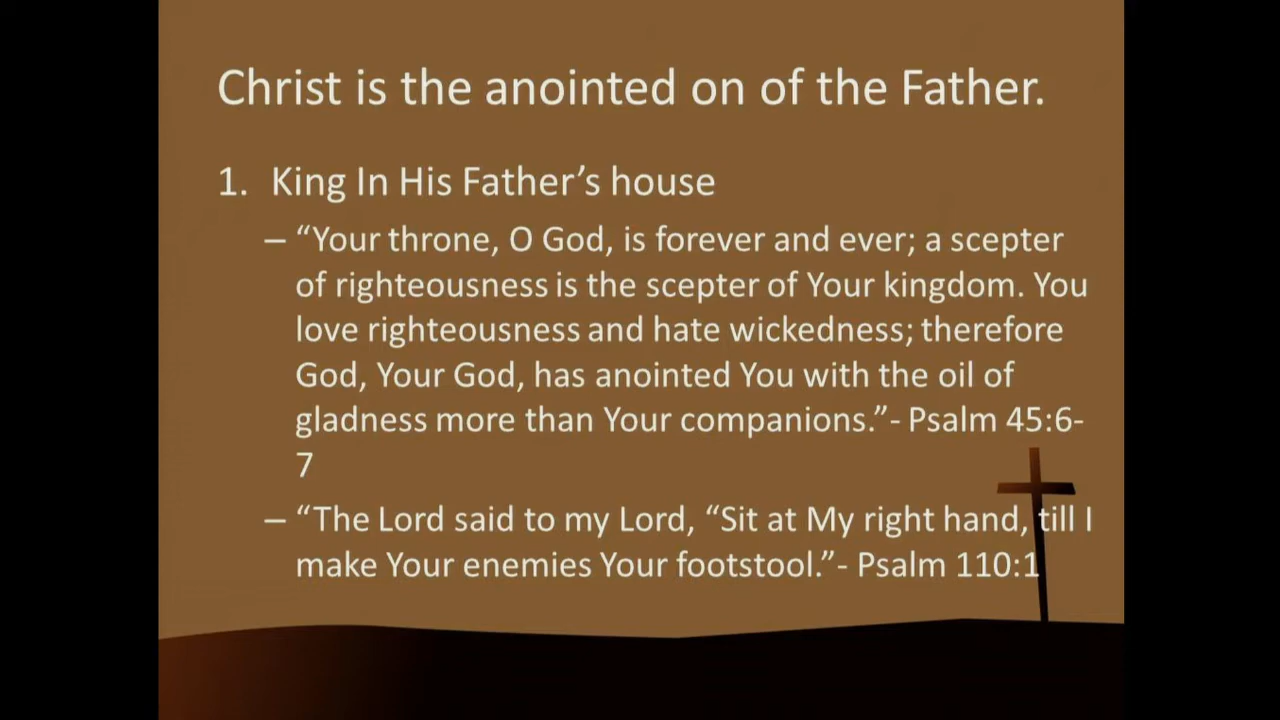 Christ is the anointed on of the Father.
1. King In His Father’s house
– “Your throne, O God, is forever and ever; a scepter
of righteousness is the scepter of Your kingdom. You
love righteousness and hate wickedness; therefore
God, Your God, has anointed You with the oil of
gladness more than Your companions.”- Psalm 45:6-
7
– “The Lord said to my Lord, “Sit at My right hand, till I
make Your enemies Your footstool.”- Psalm 110:1